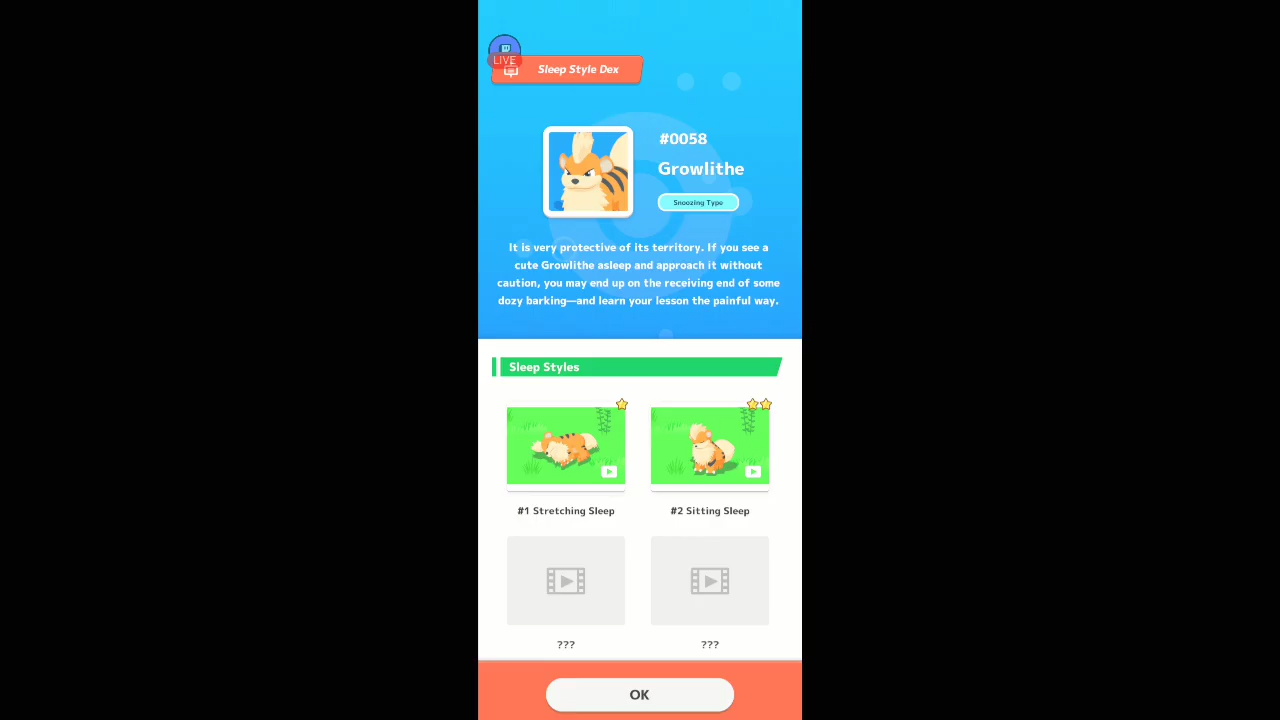 LIVE
Sleep Style Dex
#0058
Growlithe
Snoozing Type
It is very protective of its territory. If you see a
cute Growlithe asleep and approach it without
caution, you may end up on the receiving end of some
dozy barking—and learn your lesson the painful way.
Sleep Styles
#1 Stretching Sleep
#2 Sitting Sleep
???
???
OK